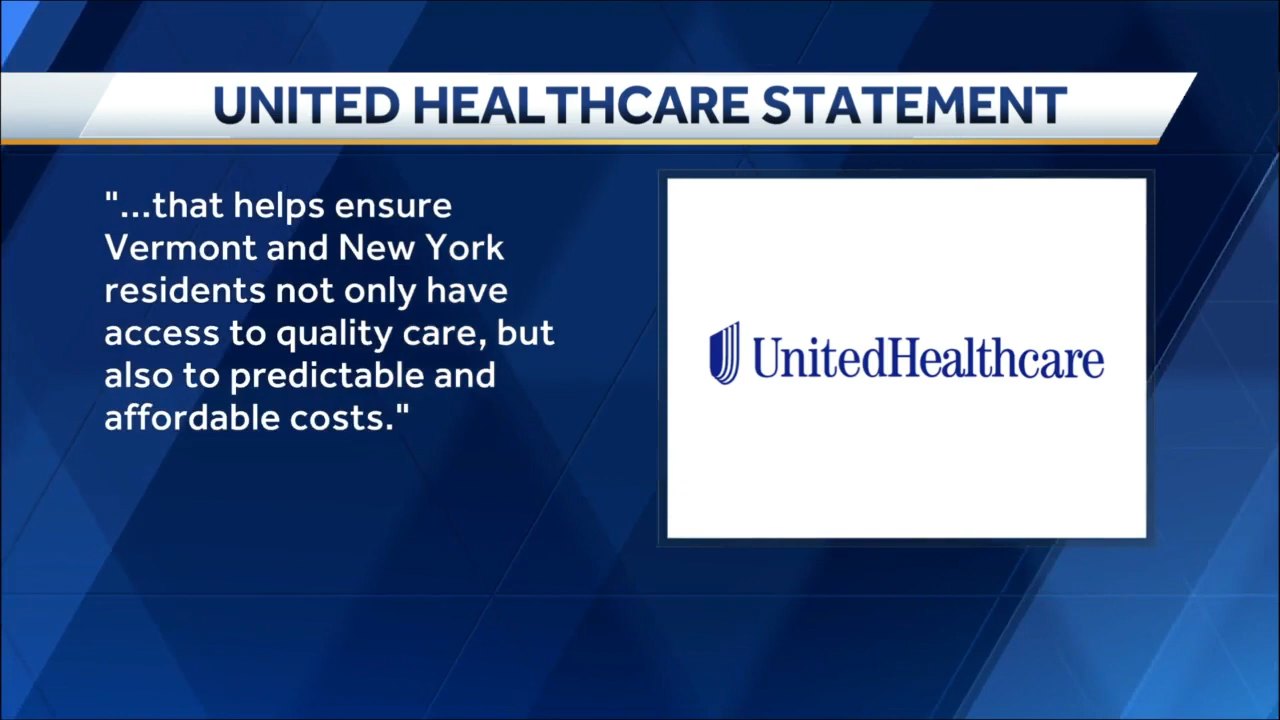 UNITED HEALTHCARE STATEMENT
"...that helps ensure
Vermont and New York
residents not only have
access to quality care, but
also to predictable and
affordable costs."
UnitedHealthcare